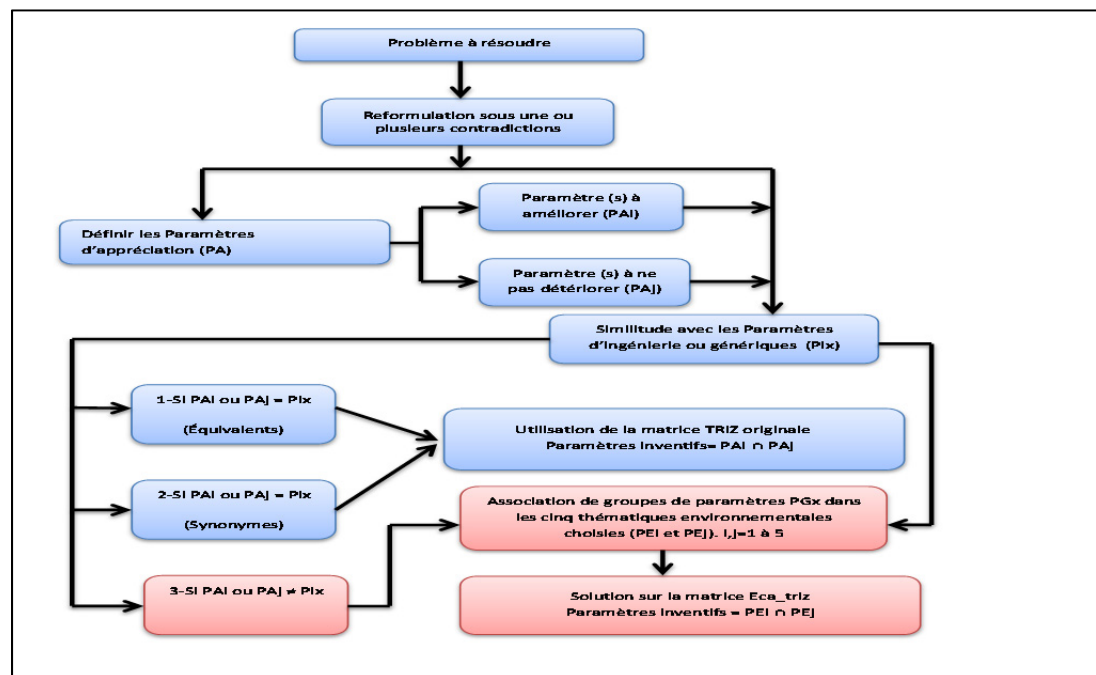 Problème à résoudre
Reformulation sous une ou
plusieurs contradictions
Définir les Paramètres
d'appréciation (PA)
Paramètre (s) à
améliorer (PAi)
Paramètre (s) à ne
pas détériorer (PAj)
Similitude avec les Paramètres
d'ingénierie ou génériques (PIx)
1-Si PAi ou PAj = PIx
(Équivalents)
2-Si PAi ou PAj = PIx
(Synonymes)
3-Si PAi ou PAj ≠ PIx
Utilisation de la matrice TRIZ originale
Paramètres inventifs= PAi ∩ PAj
Association de groupes de paramètres PGx dans
les cinq thématiques environnementales
choisies (PEi et PEj). i,j=1 à 5
Solution sur la matrice Eca_triz
Paramètres inventifs = PEi ∩ PEj